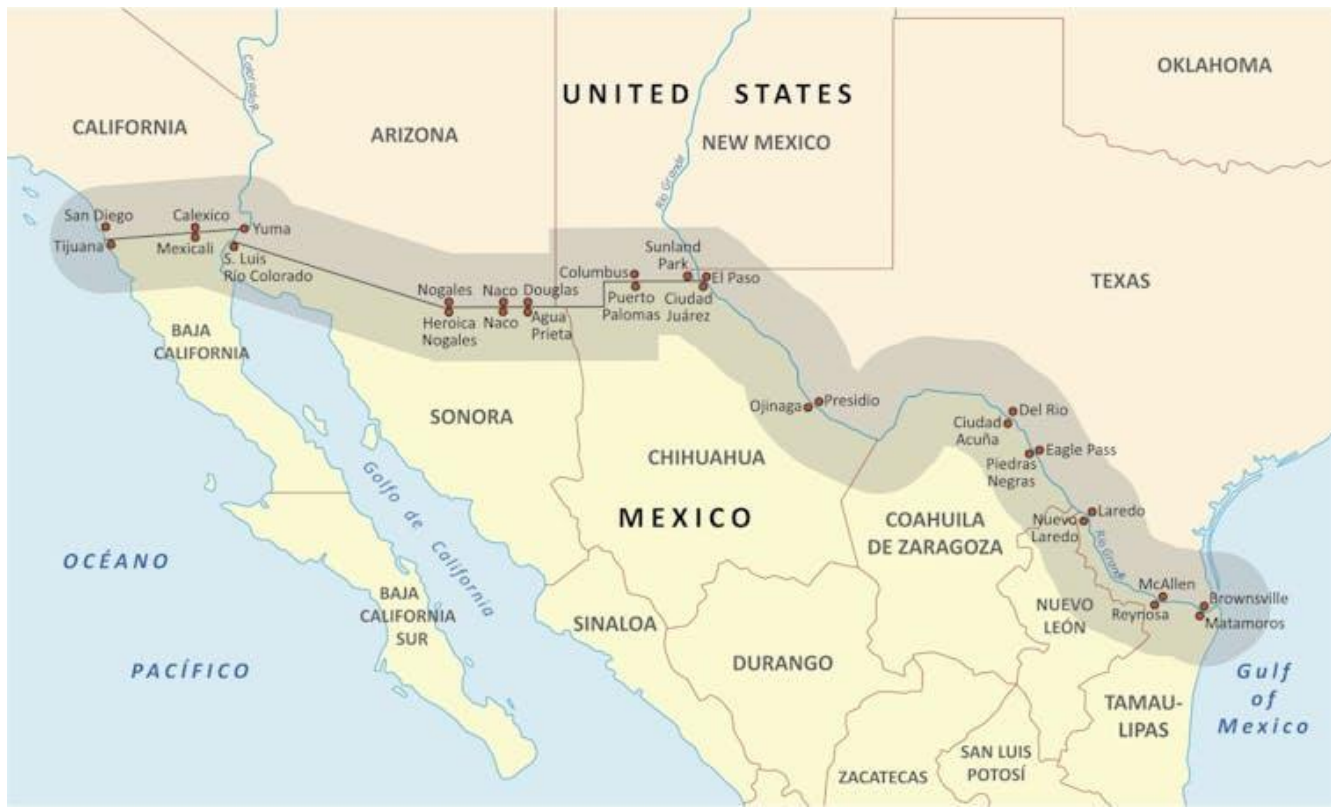 OKLAHOMA
UNITED STATES
Colorado R.
CALIFORNIA
ARIZONA
NEW MEXICO
Río Grande
San Diego
Calexico
Yuma
Tijuana
Mexicali
S. Luis
Río Colorado
Sunland
Park
Columbus
El Paso
Puerto
Palomas
Ciudad
Juárez
TEXAS
Nogales
Naco
Douglas
Heroica
Nogales
Naco
Agua
Prieta
BAJA
CALIFORNIA
SONORA
Ojinaga
Presidio
Del Rio
Ciudad
Acuña
Eagle Pass
Piedras
Negras
CHIHUAHUA
MEXICO
Golfo de California
COAHUILA
DE ZARAGOZA
Laredo
Nuevo
Laredo
Río Grande
OCÉANO
PACÍFICO
BAJA
CALIFORNIA
SUR
SINALOA
DURANGO
NUEVO
LEÓN
McAllen
Reynosa
Brownsville
Matamoros
Gulf
of
Mexico
TAMAU-
LIPAS
ZACATECAS
SAN LUIS
POTOSÍ